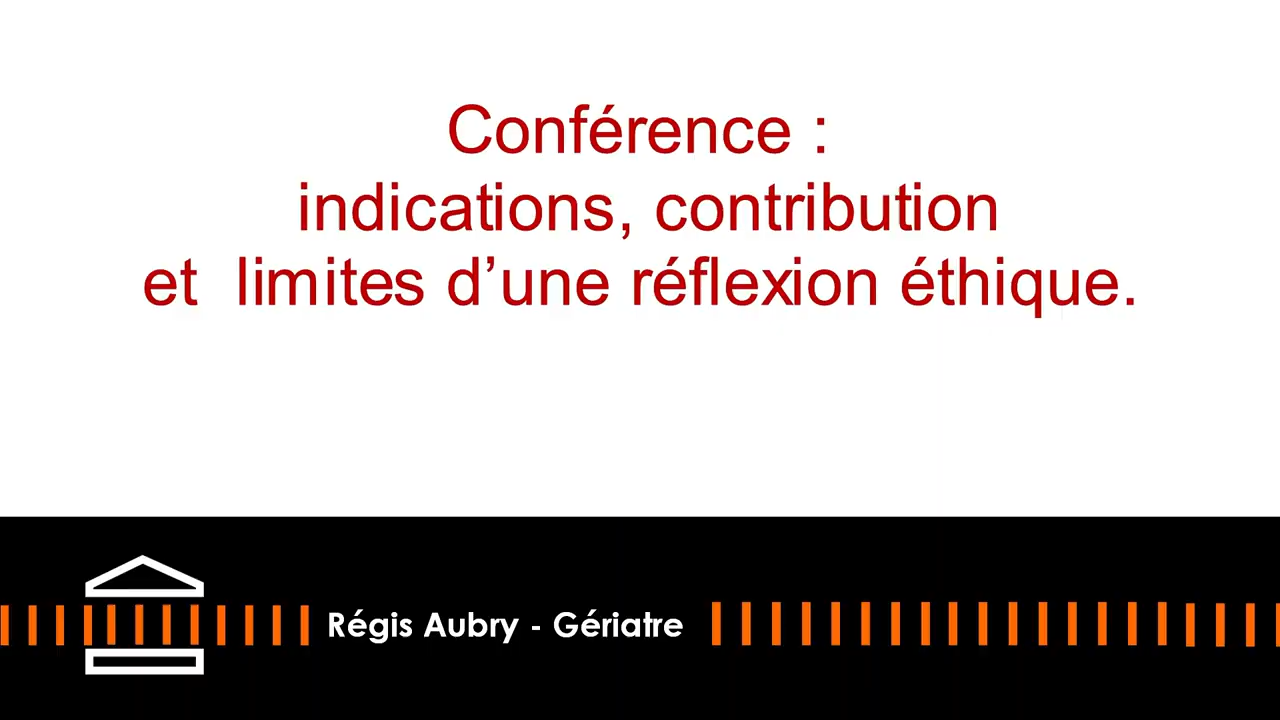 Conférence :
indications, contribution
et limites d’une réflexion éthique.
Régis Aubry - Gériatre